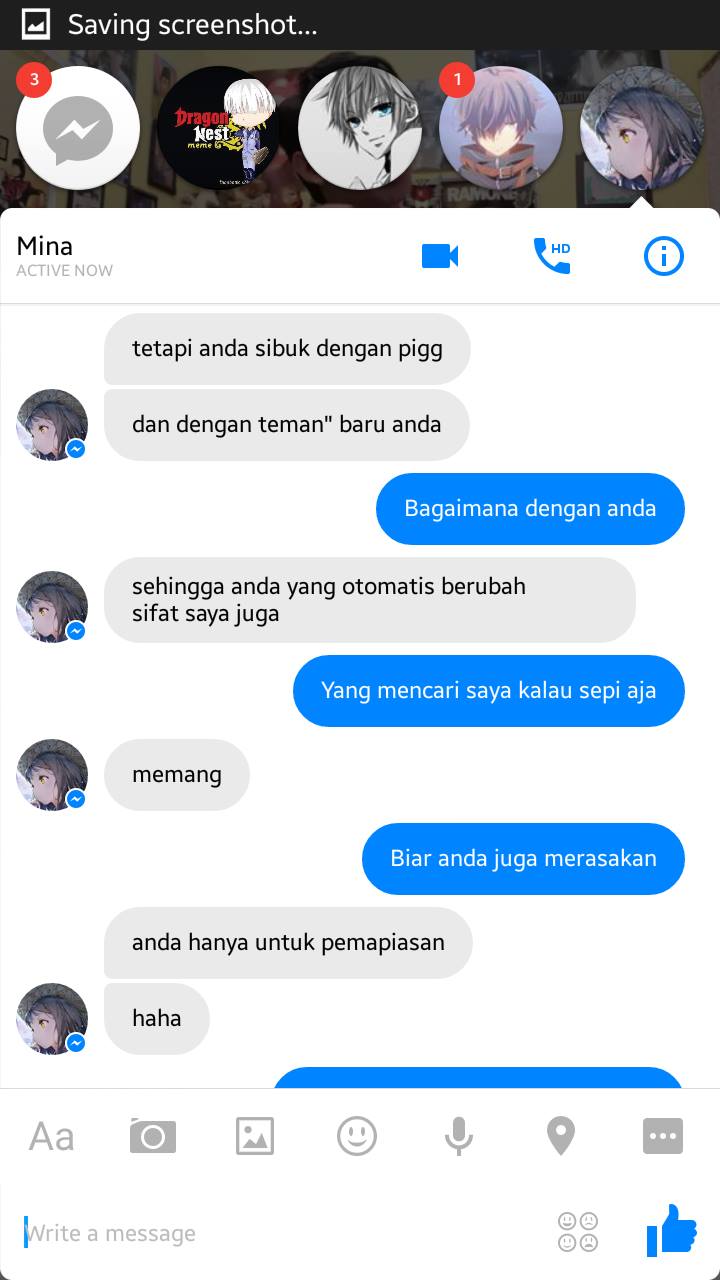 Saving screenshot...
3
Dragon
Nest
meme
1
RAMONES
Mina
ACTIVE NOW
HD
tetapi anda sibuk dengan pigg
dan dengan teman" baru anda
Bagaimana dengan anda
sehingga anda yang otomatis berubah
sifat saya juga
Yang mencari saya kalau sepi aja
memang
Biar anda juga merasakan
anda hanya untuk pemapiasan
haha
Aa
Write a message